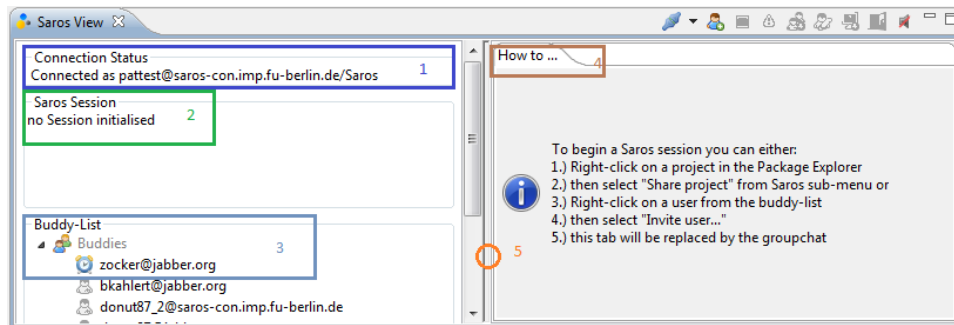 Saros View
Connection Status
Connected as pattest@saros-con.imp.fu-berlin.de/Saros
1
Saros Session
no Session initialised
2
Buddy-List
Buddies
3
zocker@jabber.org
bkahlert@jabber.org
donut87_2@saros-con.imp.fu-berlin.de
How to ...
4
To begin a Saros session you can either:
1.) Right-click on a project in the Package Explorer
2.) then select "Share project" from Saros sub-menu or
3.) Right-click on a user from the buddy-list
4.) then select "Invite user..."
5.) this tab will be replaced by the groupchat
5